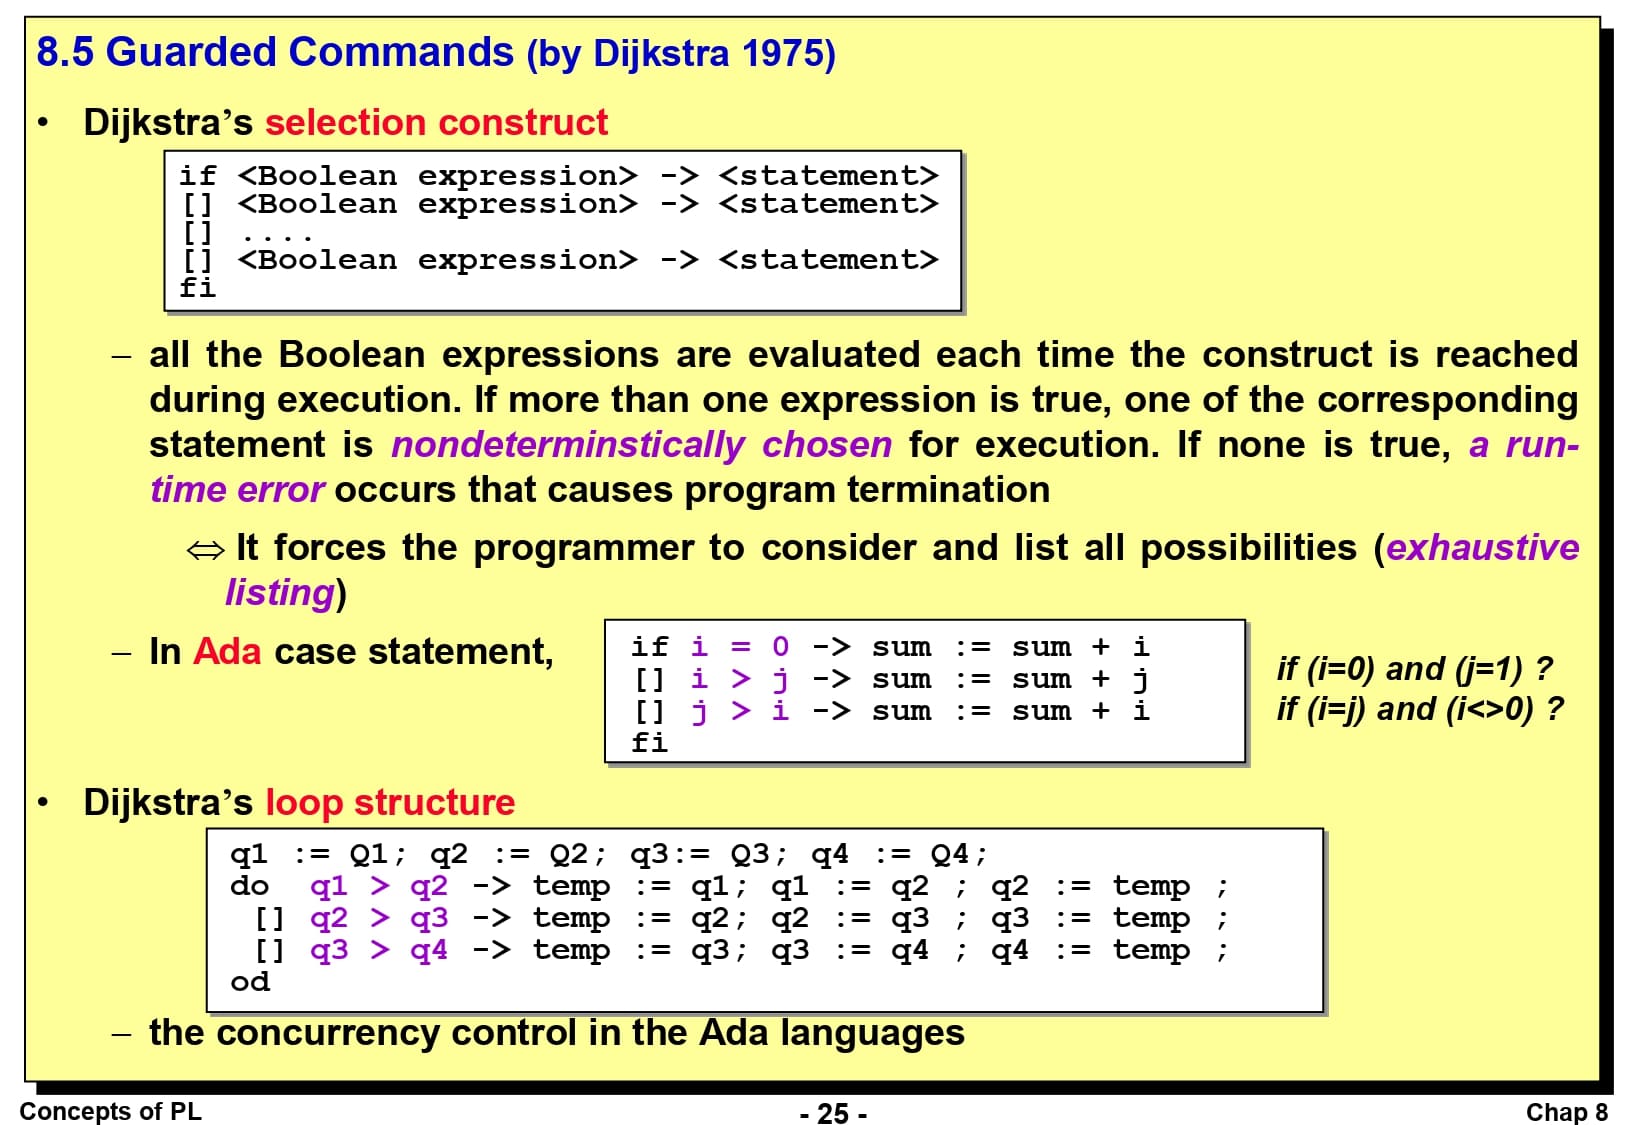 8.5 Guarded Commands (by Dijkstra 1975)
• Dijkstra’s selection construct
if <Boolean expression> -> <statement>
[] <Boolean expression> -> <statement>
[] ....
[] <Boolean expression> -> <statement>
fi
– all the Boolean expressions are evaluated each time the construct is reached
during execution. If more than one expression is true, one of the corresponding
statement is nondeterminstically chosen for execution. If none is true, a run-
time error occurs that causes program termination
⇔ It forces the programmer to consider and list all possibilities (exhaustive
listing)
– In Ada case statement,
if i = 0 -> sum := sum + i
[] i > j -> sum := sum + j
[] j > i -> sum := sum + i
fi
if (i=0) and (j=1) ?
if (i=j) and (i<>0) ?
• Dijkstra’s loop structure
q1 := Q1; q2 := Q2; q3:= Q3; q4 := Q4;
do q1 > q2 -> temp := q1; q1 := q2 ; q2 := temp ;
[] q2 > q3 -> temp := q2; q2 := q3 ; q3 := temp ;
[] q3 > q4 -> temp := q3; q3 := q4 ; q4 := temp ;
od
– the concurrency control in the Ada languages
Concepts of PL
- 25 -
Chap 8